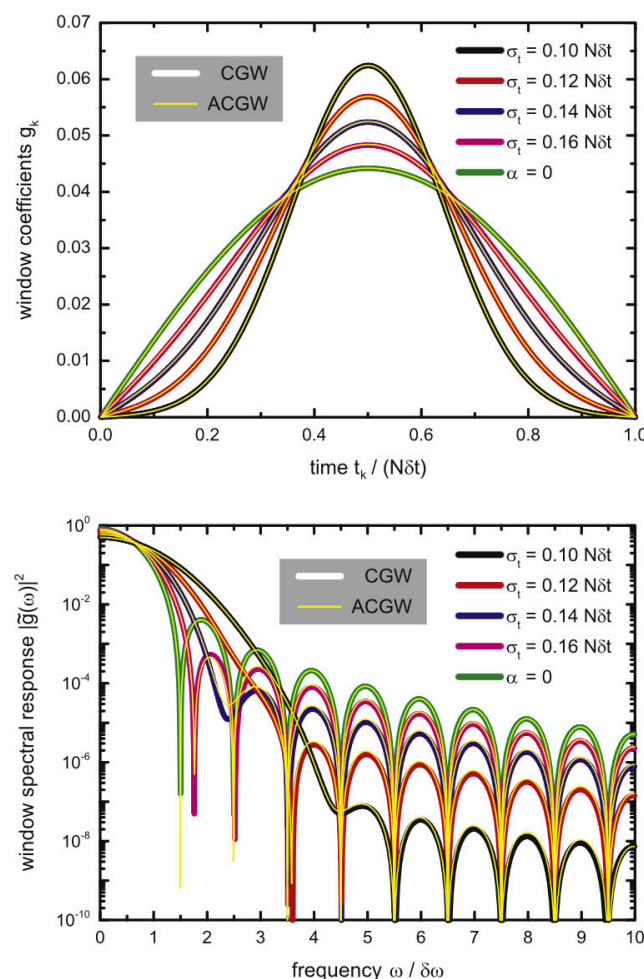 0.07
0.06
0.05
0.04
0.03
0.02
0.01
0.00
window coefficients g_k
CGW
ACGW
σ_t = 0.10 Nδt
σ_t = 0.12 Nδt
σ_t = 0.14 Nδt
σ_t = 0.16 Nδt
α = 0
0.0 0.2 0.4 0.6 0.8 1.0
time t_k / (Nδt)
10^0
10^-2
10^-4
10^-6
10^-8
10^-10
window spectral response |g̃(ω)|^2
CGW
ACGW
σ_t = 0.10 Nδt
σ_t = 0.12 Nδt
σ_t = 0.14 Nδt
σ_t = 0.16 Nδt
α = 0
0 1 2 3 4 5 6 7 8 9 10
frequency ω / δω